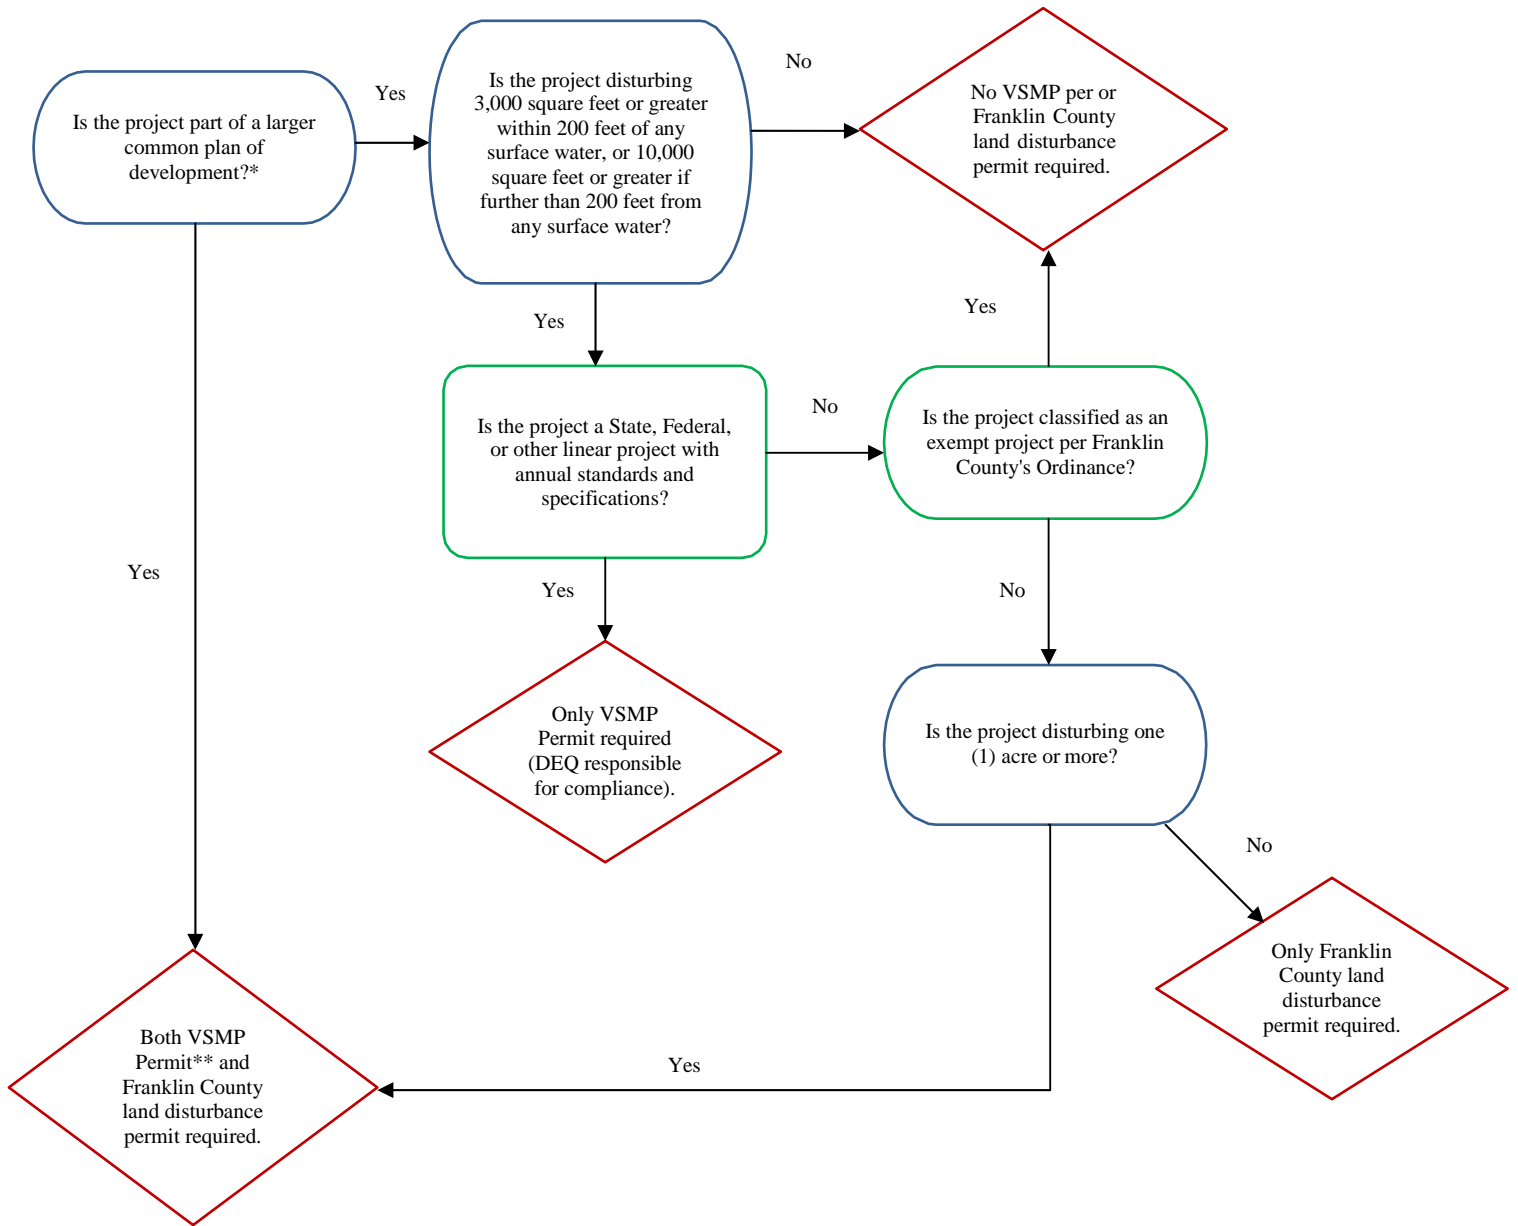 Is the project part of a larger
common plan of
development?*
Yes
Is the project disturbing
3,000 square feet or greater
within 200 feet of any
surface water, or 10,000
square feet or greater if
further than 200 feet from
any surface water?
No
No VSMP per or
Franklin County
land disturbance
permit required.
Yes
Yes
Is the project a State, Federal,
or other linear project with
annual standards and
specifications?
No
Is the project classified as an
exempt project per Franklin
County's Ordinance?
Yes
Yes
No
Only VSMP
Permit required
(DEQ responsible
for compliance).
Is the project disturbing one
(1) acre or more?
No
Only Franklin
County land
disturbance
permit required.
Both VSMP
Permit** and
Franklin County
land disturbance
permit required.
Yes